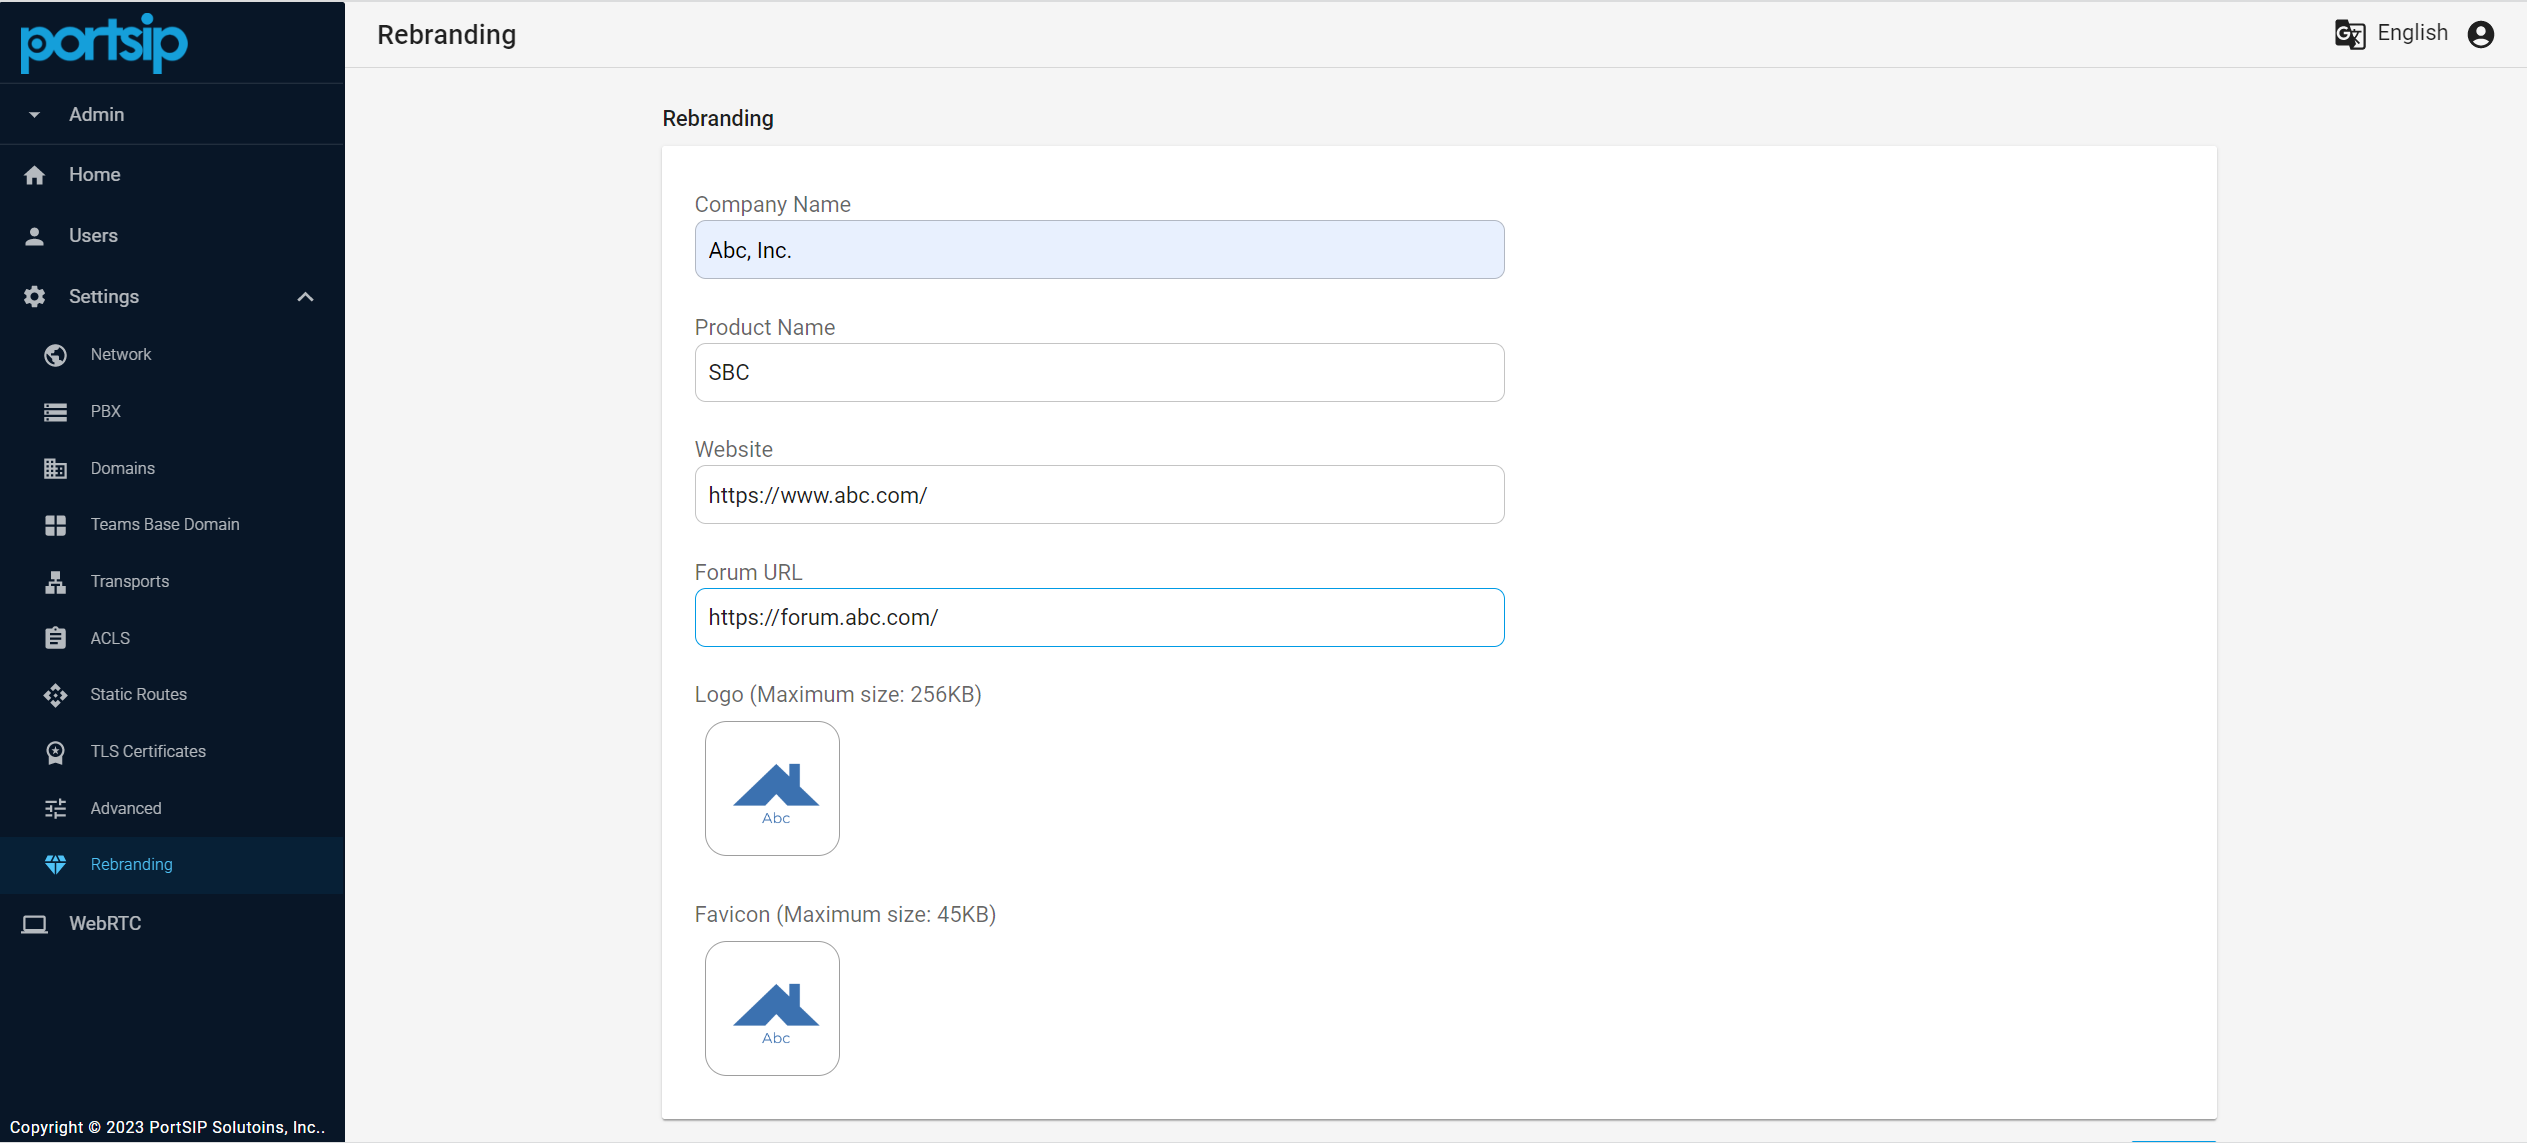 portsip
Rebranding
English
Admin
Home
Users
Settings
Network
PBX
Domains
Teams Base Domain
Transports
ACLS
Static Routes
TLS Certificates
Advanced
Rebranding
WebRTC
Copyright © 2023 PortSIP Solutoins, Inc..
Rebranding
Company Name
Abc, Inc.
Product Name
SBC
Website
https://www.abc.com/
Forum URL
https://forum.abc.com/
Logo (Maximum size: 256KB)
Abc
Favicon (Maximum size: 45KB)
Abc